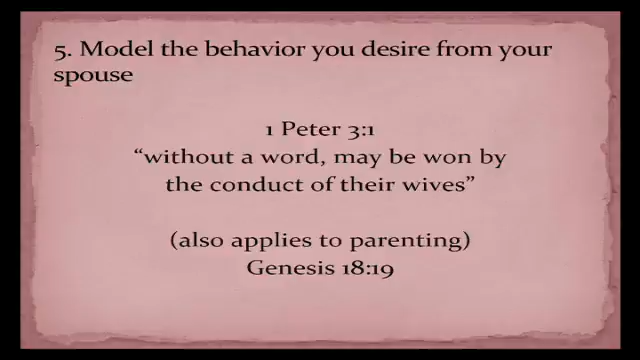 5. Model the behavior you desire from your
spouse
1 Peter 3:1
“without a word, may be won by
the conduct of their wives”
(also applies to parenting)
Genesis 18:19